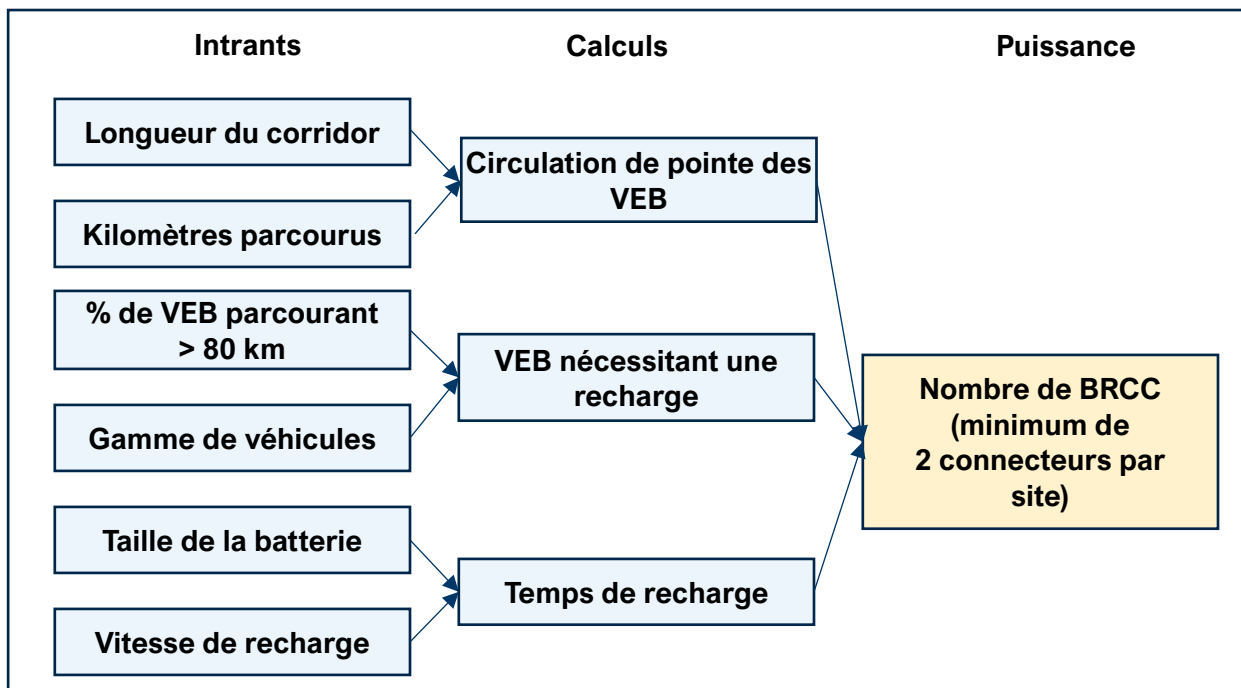 Intrants
Calculs
Puissance
Longueur du corridor
Kilomètres parcourus
% de VEB parcourant
> 80 km
Gamme de véhicules
Taille de la batterie
Vitesse de recharge
Circulation de pointe des
VEB
VEB nécessitant une
recharge
Temps de recharge
Nombre de BRCC
(minimum de
2 connecteurs par
site)